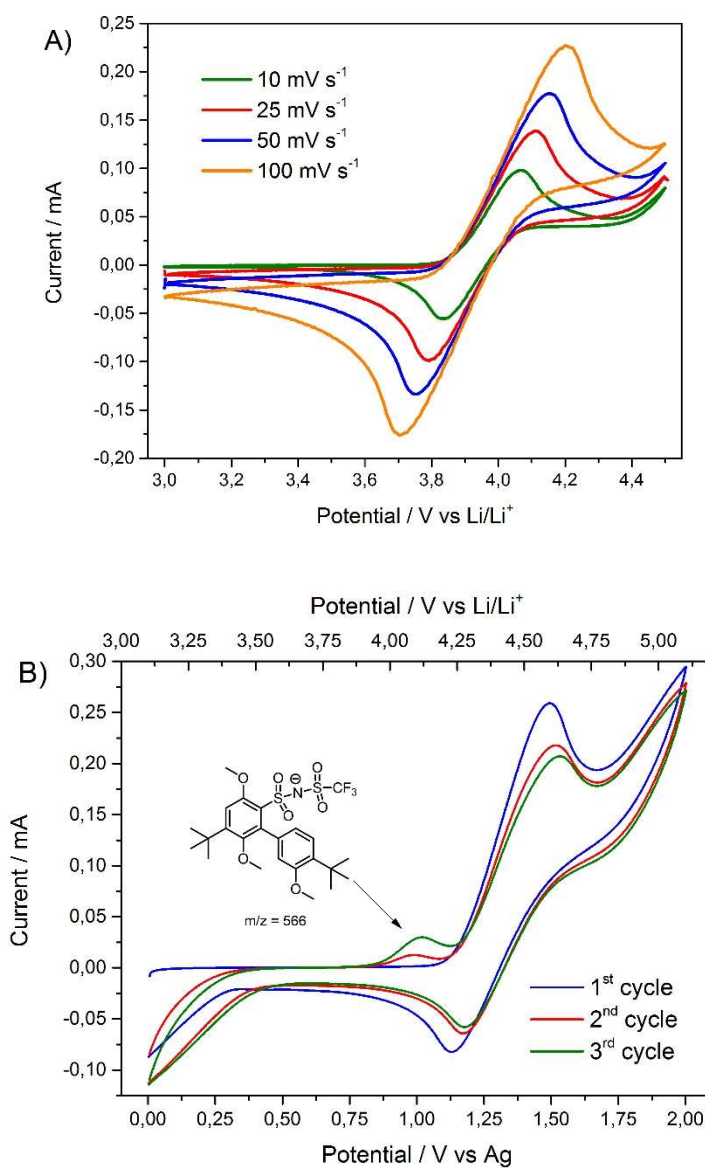 A)
0,25
0,20
0,15
0,10
0,05
0,00
-0,05
-0,10
-0,15
-0,20
Current / mA
10 mV s⁻¹
25 mV s⁻¹
50 mV s⁻¹
100 mV s⁻¹
3,0 3,2 3,4 3,6 3,8 4,0 4,2 4,4
Potential / V vs Li/Li⁺
Potential / V vs Li/Li⁺
3,00 3,25 3,50 3,75 4,00 4,25 4,50 4,75 5,00
B)
0,30
0,25
0,20
0,15
0,10
0,05
0,00
-0,05
-0,10
Current / mA
O O ⊖ O
O S N S CF₃
O O
O
O
m/z = 566
1ˢᵗ cycle
2ⁿᵈ cycle
3ʳᵈ cycle
0,00 0,25 0,50 0,75 1,00 1,25 1,50 1,75 2,00
Potential / V vs Ag